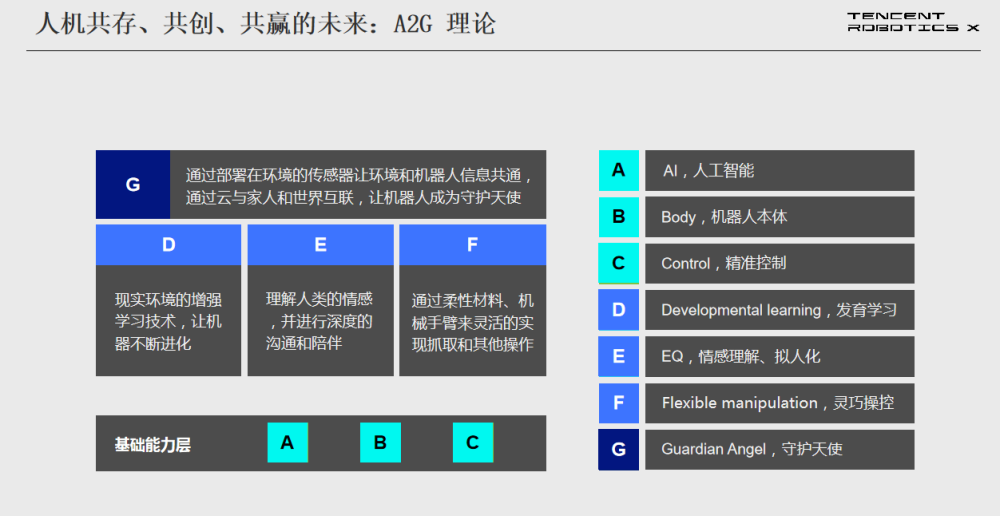 人机共存、共创、共赢的未来：A2G 理论
TENCENT
ROBOTICS X
G
通过部署在环境的传感器让环境和机器人信息共通，
通过云与家人和世界互联，让机器人成为守护天使
D
现实环境的增强
学习技术，让机
器不断进化
E
理解人类的情感
，并进行深度的
沟通和陪伴
F
通过柔性材料、机
械手臂来灵活的实
现抓取和其他操作
基础能力层 A B C
A AI，人工智能
B Body，机器人本体
C Control，精准控制
D Developmental learning，发育学习
E EQ，情感理解、拟人化
F Flexible manipulation，灵巧操控
G Guardian Angel，守护天使